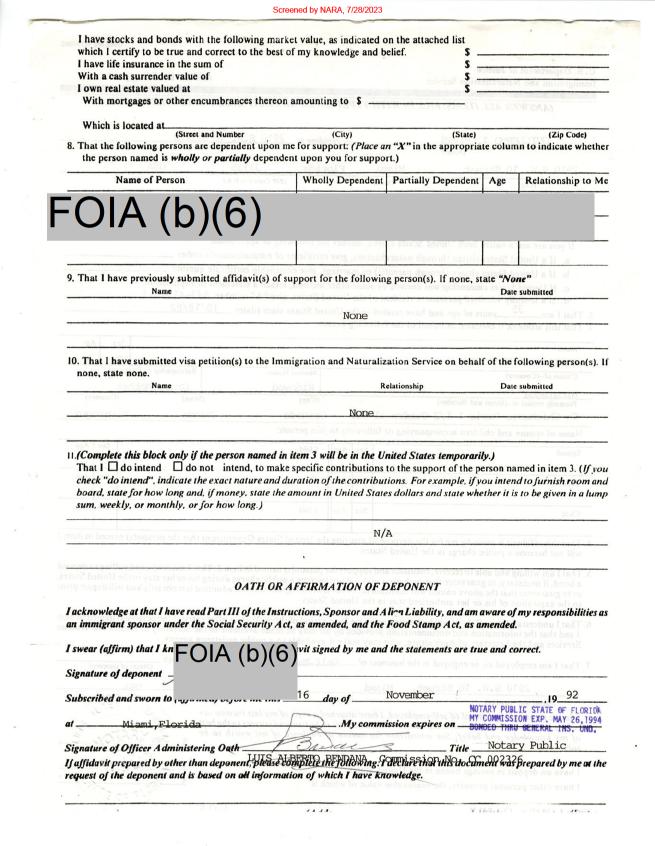 Screened by NARA, 7/28/2023
I have stocks and bonds with the following market value, as indicated on the attached list
which I certify to be true and correct to the best of my knowledge and belief. $
I have life insurance in the sum of $
With a cash surrender value of $
I own real estate valued at $
With mortgages or other encumbrances thereon amounting to $
Which is located at
(Street and Number) (City) (State) (Zip Code)
8. That the following persons are dependent upon me for support: (Place an "X" in the appropriate column to indicate whether
the person named is wholly or partially dependent upon you for support.)
Name of Person Wholly Dependent Partially Dependent Age Relationship to Me
FOIA (b)(6)
9. That I have previously submitted affidavit(s) of support for the following person(s). If none, state "None"
Name Date submitted
None
10. That I have submitted visa petition(s) to the Immigration and Naturalization Service on behalf of the following person(s). If
none, state none.
Name Relationship Date submitted
None
11.(Complete this block only if the person named in item 3 will be in the United States temporarily.)
That I ☐ do intend ☐ do not intend, to make specific contributions to the support of the person named in item 3. (If you
check "do intend", indicate the exact nature and duration of the contributions. For example, if you intend to furnish room and
board, state for how long and, if money, state the amount in United States dollars and state whether it is to be given in a lump
sum, weekly, or monthly, or for how long.)
N/A
OATH OR AFFIRMATION OF DEPONENT
I acknowledge at that I have read Part III of the Instructions, Sponsor and Alien Liability, and am aware of my responsibilities as
an immigrant sponsor under the Social Security Act, as amended, and the Food Stamp Act, as amended.
I swear (affirm) that I kn FOIA (b)(6) vit signed by me and the statements are true and correct.
Signature of deponent
Subscribed and sworn to 16 day of November ,19 92
NOTARY PUBLIC STATE OF FLORIDA
at Miami,Florida .My commission expires on MY COMMISSION EXP. MAY 26,1994
BONDED THRU GENERAL INS. UND.
Signature of Officer Administering Oath Title Notary Public
LUIS ALBERTO BENDANA, Commission No. CC 002326
If affidavit prepared by other than deponent, please complete the following: I declare that this document was prepared by me at the
request of the deponent and is based on all information of which I have knowledge.